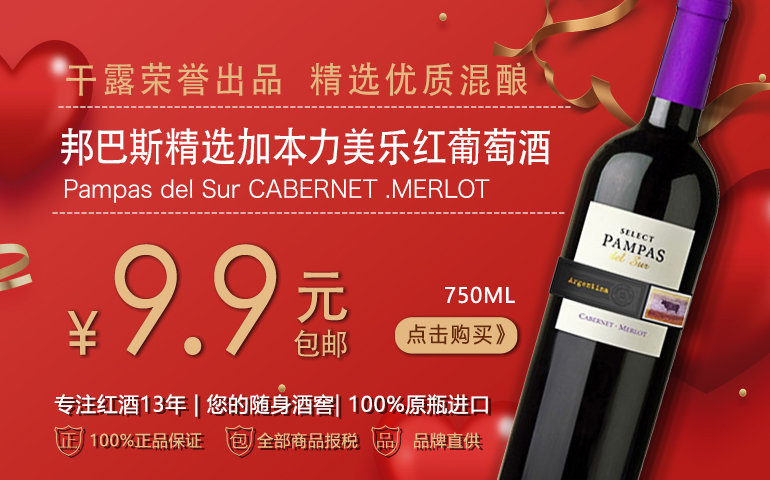 干露荣誉出品 精选优质混酿
邦巴斯精选加本力美乐红葡萄酒
Pampas del Sur CABERNET .MERLOT
¥9.9元
包邮
750ML
点击购买》
专注红酒13年 | 您的随身酒窖| 100%原瓶进口
正 100%正品保证 包 全部商品报税 品 品牌直供
SELECT
PAMPAS
del Sur
Argentina
CABERNET · MERLOT